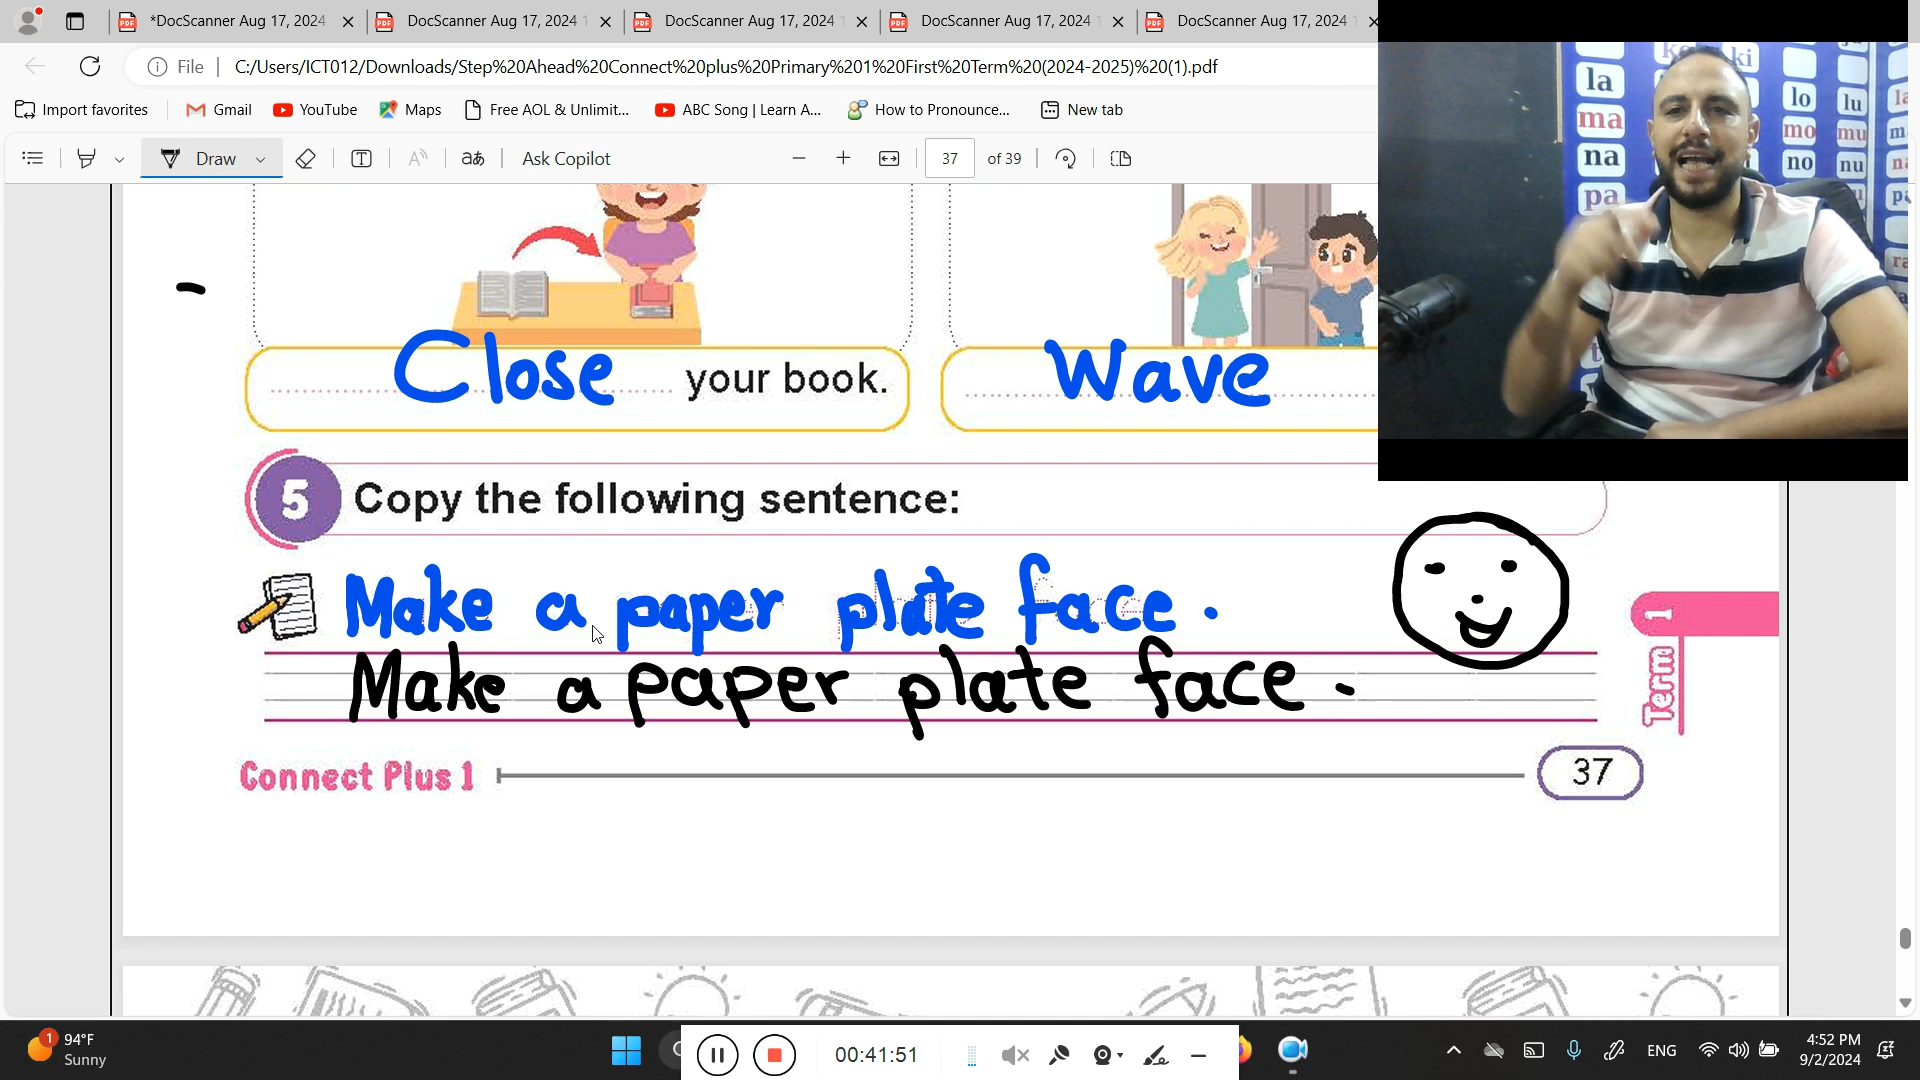 *DocScanner Aug 17, 2024
DocScanner Aug 17, 2024 1
DocScanner Aug 17, 2024
DocScanner Aug 17, 2024 1
DocScanner Aug 17, 2024 1
File
C:/Users/ICT012/Downloads/Step%20Ahead%20Connect%20plus%20Primary%201%20First%20Term%20(2024-2025)%20(1).pdf
Import favorites
Gmail
YouTube
Maps
Free AOL & Unlimit...
ABC Song | Learn A...
How to Pronounce...
New tab
Draw
Ask Copilot
37 of 39
la
ma
na
pa
lo
lu
mo
mu
no
nu
Close your book.
Wave
5 Copy the following sentence:
Make a paper plate face.
Make a paper plate face.
Term 1
Connect Plus 1
37
1
94°F
Sunny
00:41:51
ENG
4:52 PM
9/2/2024